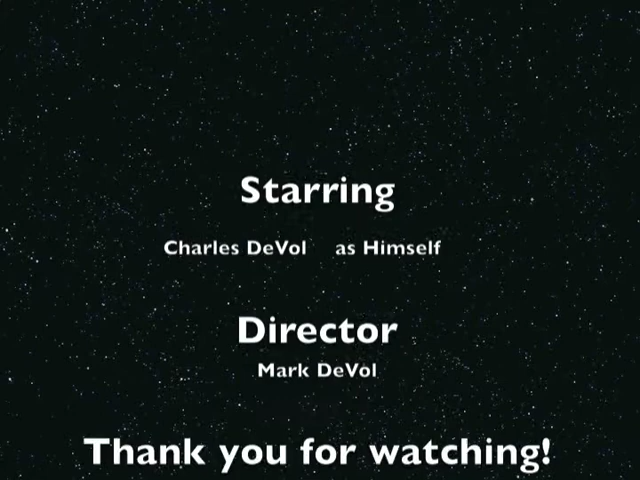 Starring
Charles DeVol as Himself
Director
Mark DeVol
Thank you for watching!